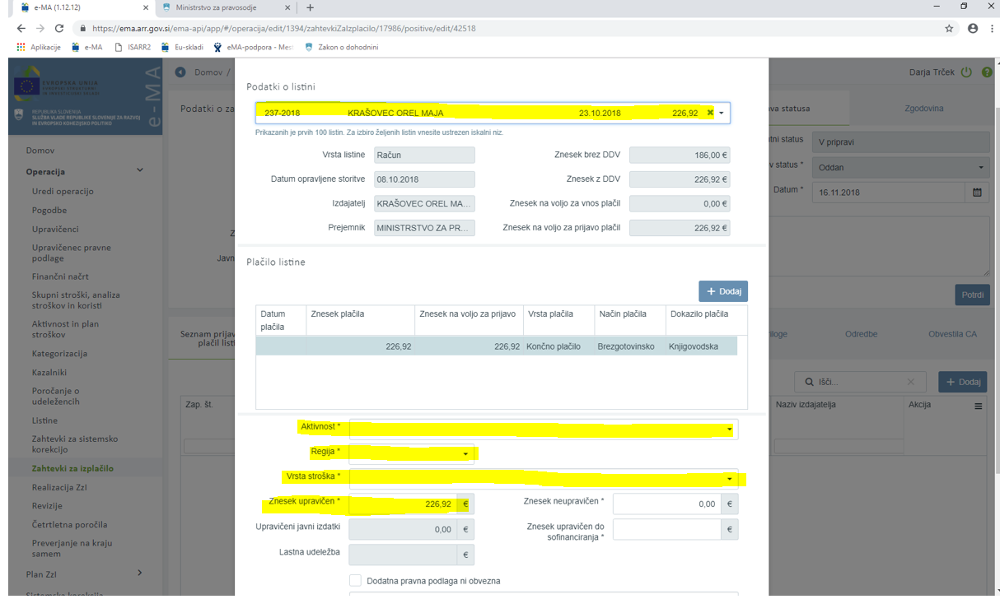 e-MA (1.12.12)
Ministrstvo za pravosodje
https://ema.arr.gov.si/ema-api/app/#/operacija/edit/1394/zahtevkiZaIzplacilo/17986/positive/edit/42518
Aplikacije e-MA ISARR2 Eu-skladi eMA-podpora - Mest Zakon o dohodnini
EVROPSKA UNIJA
REPUBLIKA SLOVENIJA
SLUŽBA VLADE REPUBLIKE SLOVENIJE ZA RAZVOJ
IN EVROPSKO KOHEZIJSKO POLITIKO
e-MA
Domov /
Darja Trček
Domov
Operacija
Uredi operacijo
Pogodbe
Upravičenci
Upravičenec pravne
podlage
Finančni načrt
Skupni stroški, analiza
stroškov in koristi
Aktivnost in plan
stroškov
Kategorizacija
Kazalniki
Poročanje o
udeležencih
Listine
Zahtevki za sistemsko
korekcijo
Zahtevki za izplačilo
Realizacija ZzI
Revizije
Četrtletna poročila
Preverjanje na kraju
samem
Plan ZzI
Sistemska korekcija
Podatki o za
Javn
Seznam prijav
plačil listi
Zap. št.
Podatki o listini
237-2018 KRAŠOVEC OREL MAJA 23.10.2018 226,92
Prikazanih je prvih 100 listin. Za izbiro željenih listin vnesite ustrezen iskalni niz.
Vrsta listine Račun Znesek brez DDV 186,00 €
Datum opravljene storitve 08.10.2018 Znesek z DDV 226,92 €
Izdajatelj KRAŠOVEC OREL MA... Znesek na voljo za vnos plačil 0,00 €
Prejemnik MINISTRSTVO ZA PR... Znesek na voljo za prijavo plačil 226,92 €
Plačilo listine
+ Dodaj
Datum
plačila
Znesek plačila Znesek na voljo za prijavo Vrsta plačila Način plačila Dokazilo plačila
226,92 226,92 Končno plačilo Brezgotovinsko Knjigovodska
Aktivnost *
Regija *
Vrsta stroška *
Znesek upravičen * 226,92 € Znesek neupravičen * 0,00 €
Upravičeni javni izdatki 0,00 € Znesek upravičen do
sofinanciranja * €
Lastna udeležba €
Dodatna pravna podlaga ni obvezna
va statusa Zgodovina
tni status V pripravi
v status * Oddan
Datum * 16.11.2018
Potrdi
iloge Odredbe Obvestila CA
Išči... + Dodaj
Naziv izdajatelja Akcija